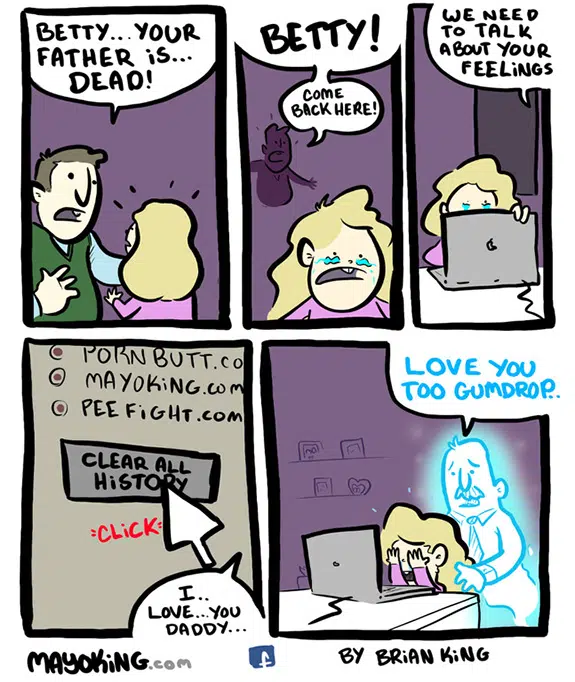 BETTY... YOUR
FATHER iS...
DEAD!
BETTY!
COME
BACK HERE!
WE NEED
TO TALK
ABOUT YOUR
FEELiNGS
PORN BUTT.CO
MAYOKiNG.COM
PEE FiGHT.COM
CLEAR ALL
HiSTORY
CLiCK
I..
LOVE...YOU
DADDY...
LOVE YOU
TOO GUMDROP..
MAYOKiNG.com
f
BY BRiAN KiNG